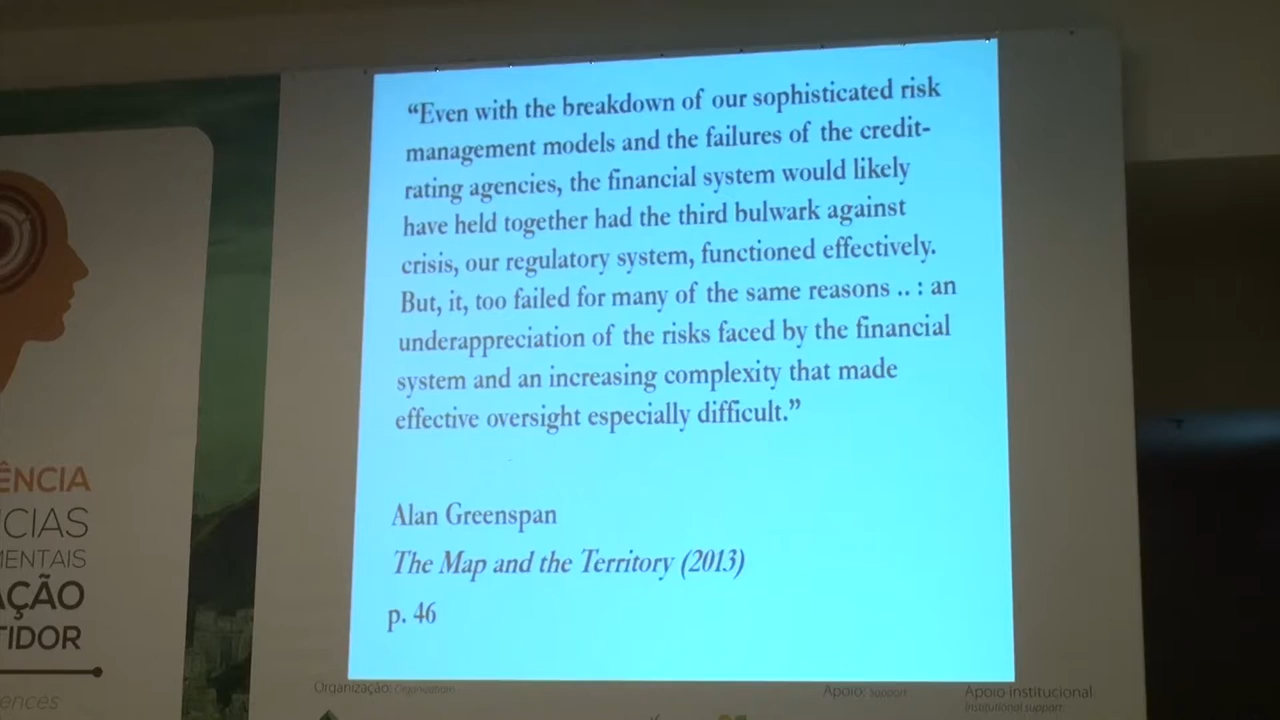 “Even with the breakdown of our sophisticated risk
management models and the failures of the credit-
rating agencies, the financial system would likely
have held together had the third bulwark against
crisis, our regulatory system, functioned effectively.
But, it, too failed for many of the same reasons .. : an
underappreciation of the risks faced by the financial
system and an increasing complexity that made
effective oversight especially difficult.”
Alan Greenspan
The Map and the Territory (2013)
p. 46
ÊNCIA
CIAS
MENTAIS
AÇÃO
TIDOR
ences
Organização: Organization
Apoio: Support
Apoio institucional
Institutional support